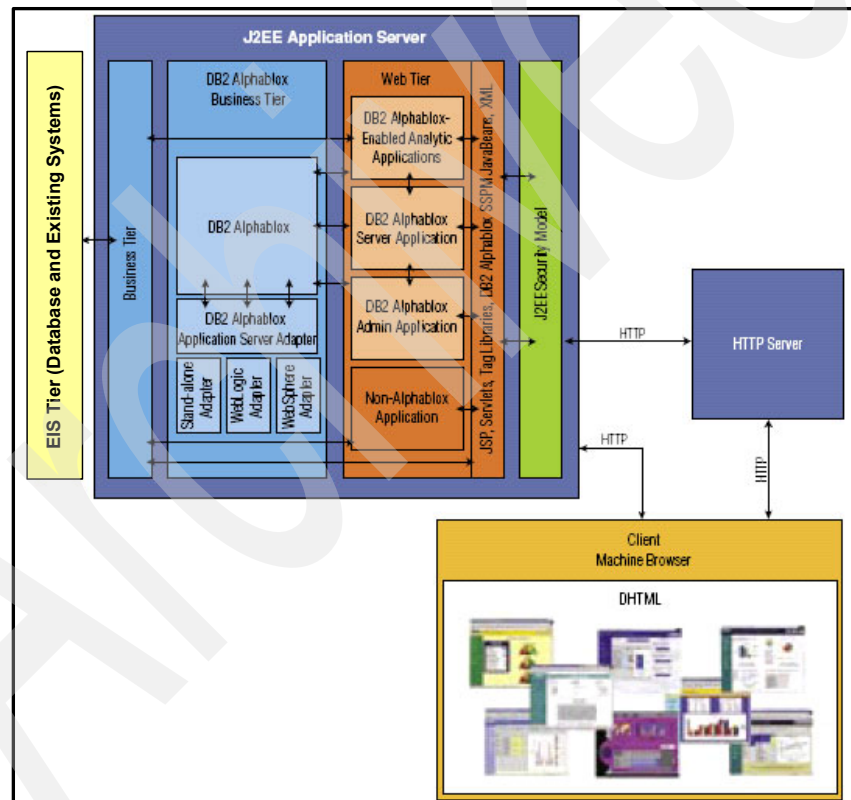 J2EE Application Server
EIS Tier (Database and Existing Systems)
Business Tier
DB2 Alphablox
Business Tier
DB2 Alphablox
DB2 Alphablox
Application Server Adapter
Stand-alone
Adapter
WebLogic
Adapter
WebSphere
Adapter
Web Tier
DB2 Alphablox-
Enabled Analytic
Applications
DB2 Alphablox
Server Application
DB2 Alphablox
Admin Application
Non-Alphablox
Application
JSP, Servlets, Tag Libraries, DB2 Alphablox SSPM JavaBeans, XML
J2EE Security Model
HTTP
HTTP Server
HTTP
HTTP
Client
Machine Browser
DHTML